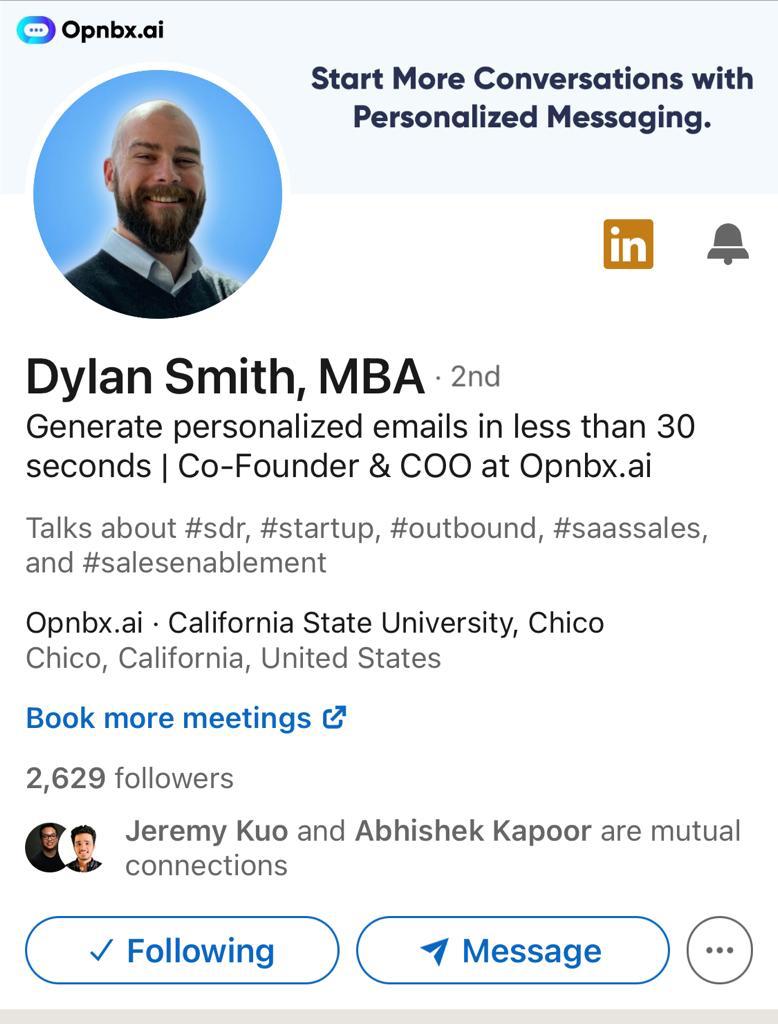 Opnbx.ai
Start More Conversations with
Personalized Messaging.
in
Dylan Smith, MBA · 2nd
Generate personalized emails in less than 30
seconds | Co-Founder & COO at Opnbx.ai
Talks about #sdr, #startup, #outbound, #saassales,
and #salesenablement
Opnbx.ai · California State University, Chico
Chico, California, United States
Book more meetings
2,629 followers
Jeremy Kuo and Abhishek Kapoor are mutual
connections
Following
Message